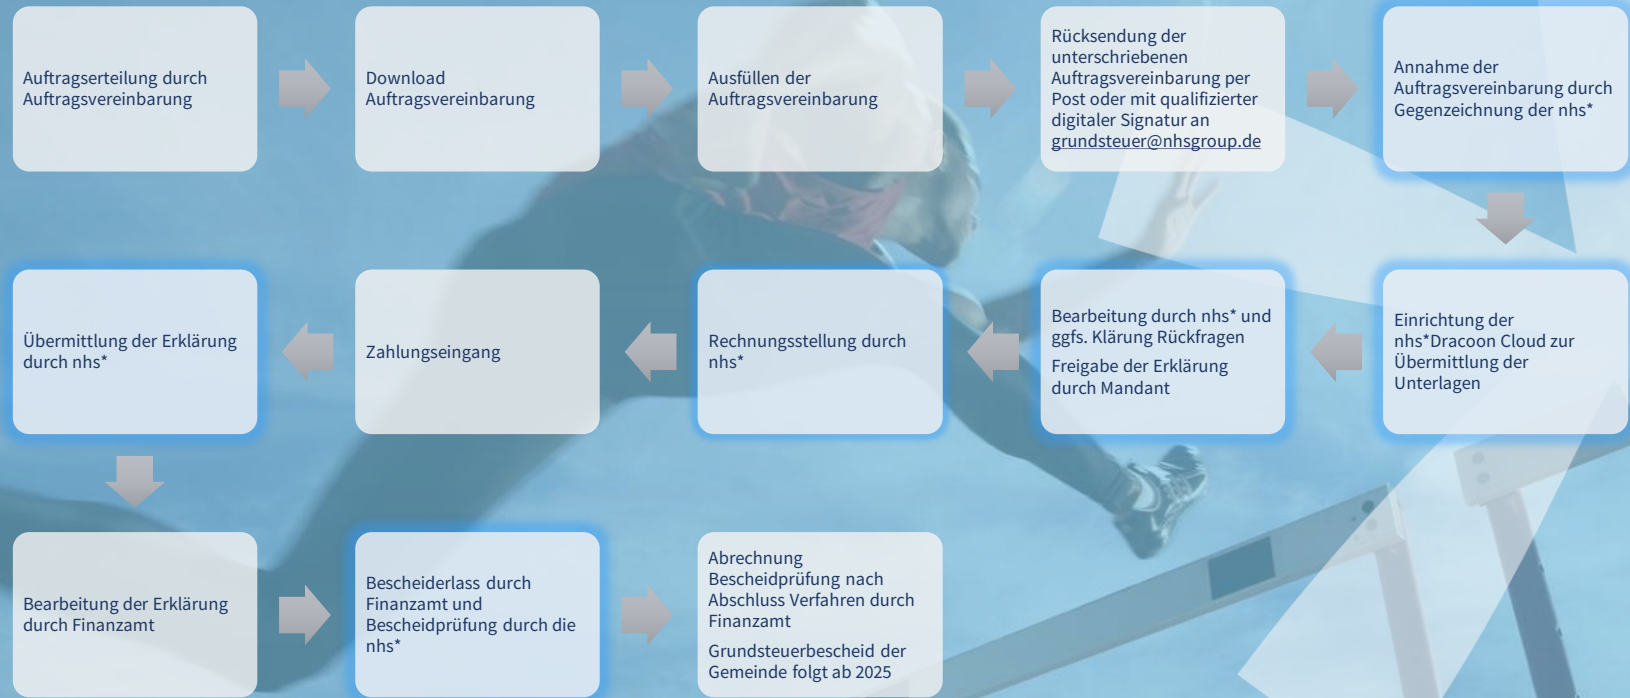 Auftragserteilung durch
Auftragsvereinbarung
Download
Auftragsvereinbarung
Ausfüllen der
Auftragsvereinbarung
Rücksendung der
unterschriebenen
Auftragsvereinbarung per
Post oder mit qualifizierter
digitaler Signatur an
grundsteuer@nhsgroup.de
Annahme der
Auftragsvereinbarung durch
Gegenzeichnung der nhs*
Einrichtung der
nhs*Dracoon Cloud zur
Übermittlung der
Unterlagen
Bearbeitung durch nhs* und
ggfs. Klärung Rückfragen
Freigabe der Erklärung
durch Mandant
Rechnungsstellung durch
nhs*
Zahlungseingang
Übermittlung der Erklärung
durch nhs*
Bearbeitung der Erklärung
durch Finanzamt
Bescheiderlass durch
Finanzamt und
Bescheidprüfung durch die
nhs*
Abrechnung
Bescheidprüfung nach
Abschluss Verfahren durch
Finanzamt
Grundsteuerbescheid der
Gemeinde folgt ab 2025